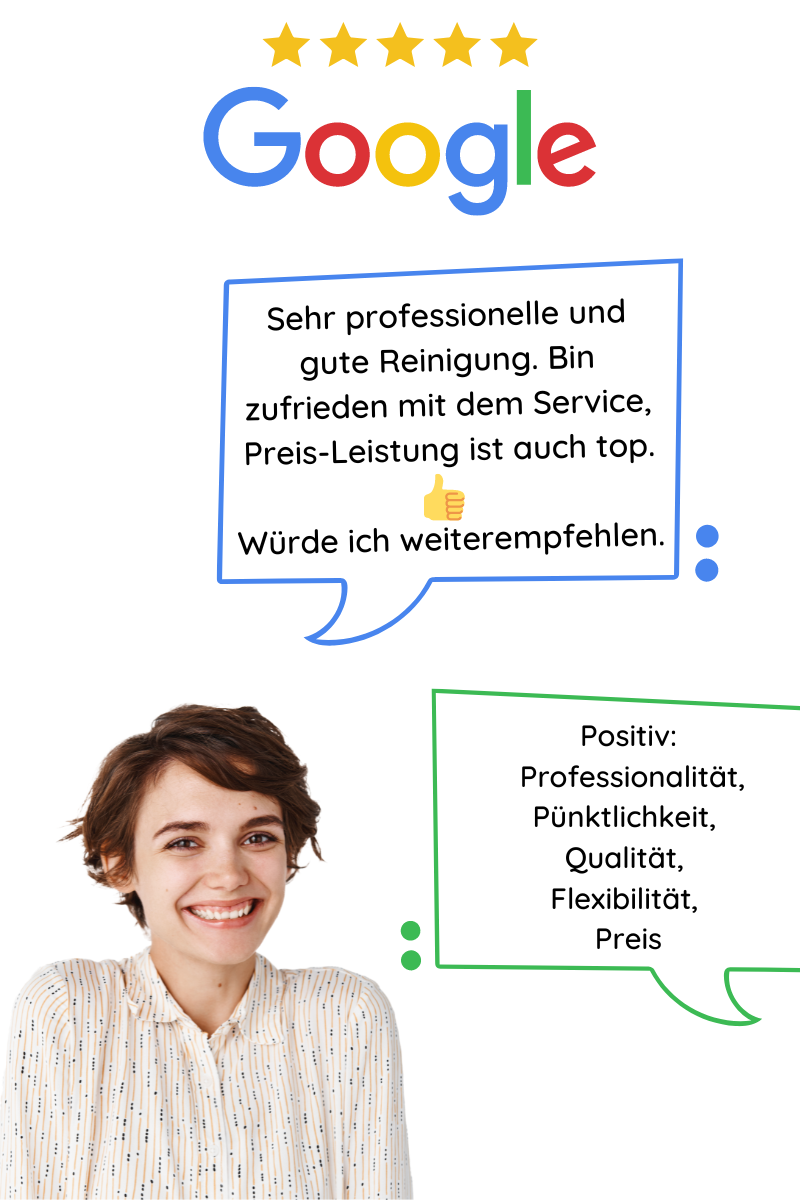 Google
Sehr professionelle und
gute Reinigung. Bin
zufrieden mit dem Service,
Preis-Leistung ist auch top.
👍
Würde ich weiterempfehlen.
Positiv:
Professionalität,
Pünktlichkeit,
Qualität,
Flexibilität,
Preis